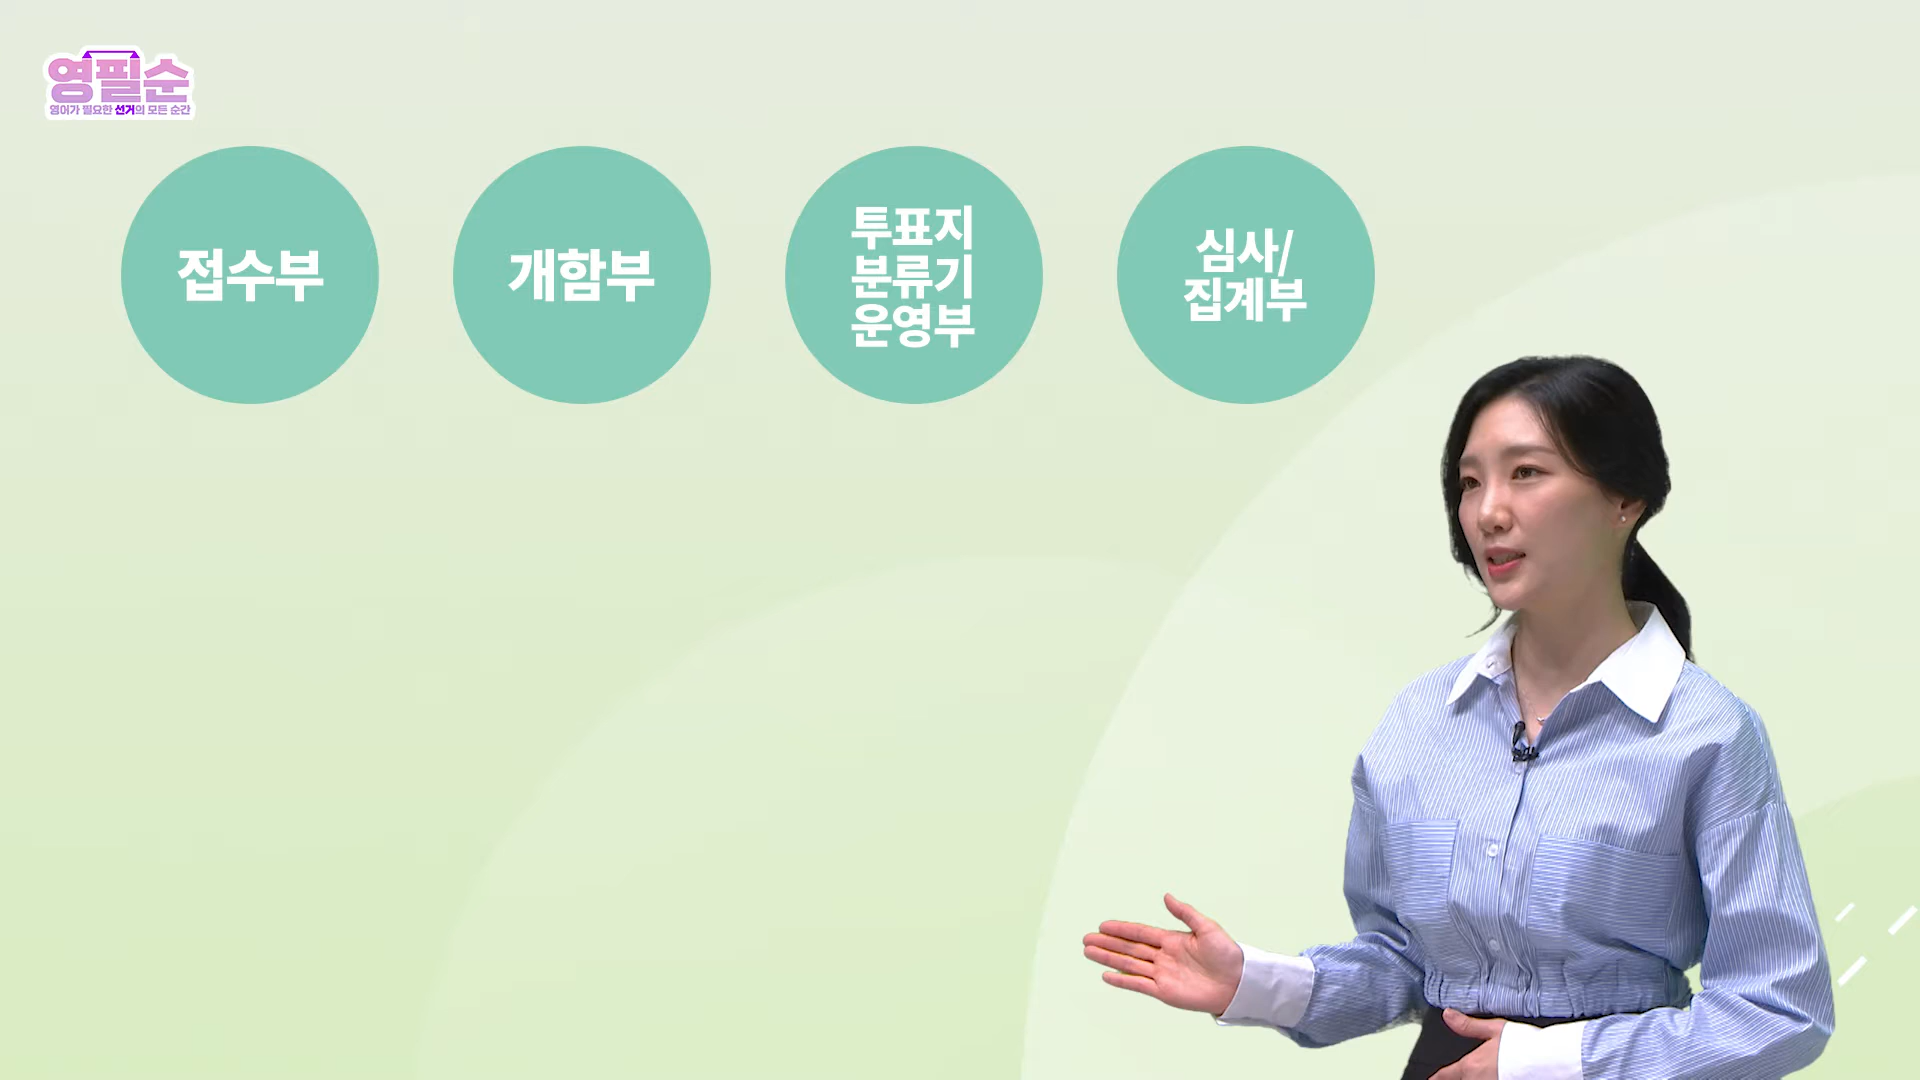 영필순
영어가 필요한 선거의 모든 순간
접수부
개함부
투표지
분류기
운영부
심사/
집계부